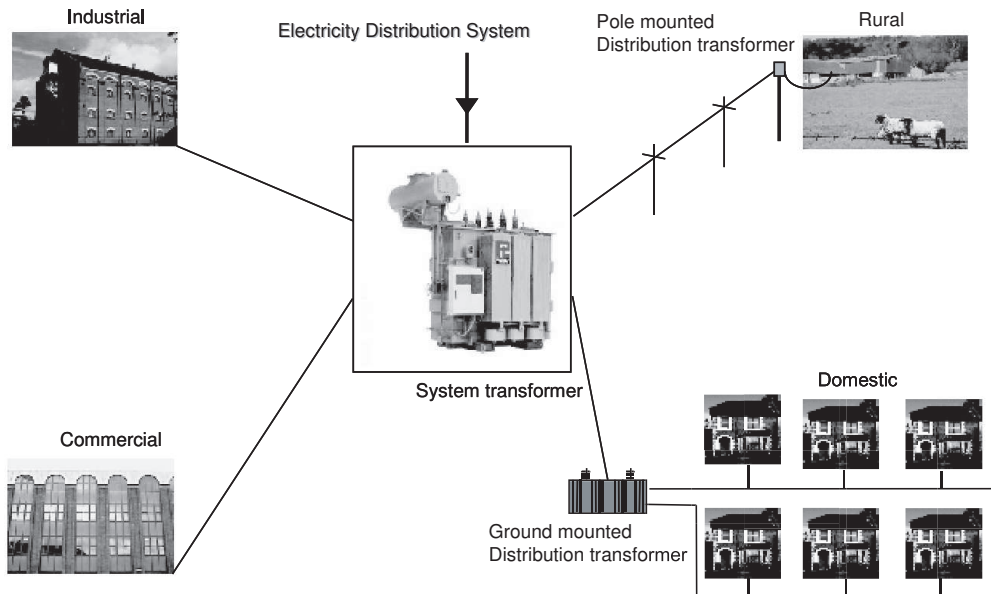 Industrial
Electricity Distribution System
Pole mounted
Distribution transformer
Rural
System transformer
Domestic
Commercial
Ground mounted
Distribution transformer